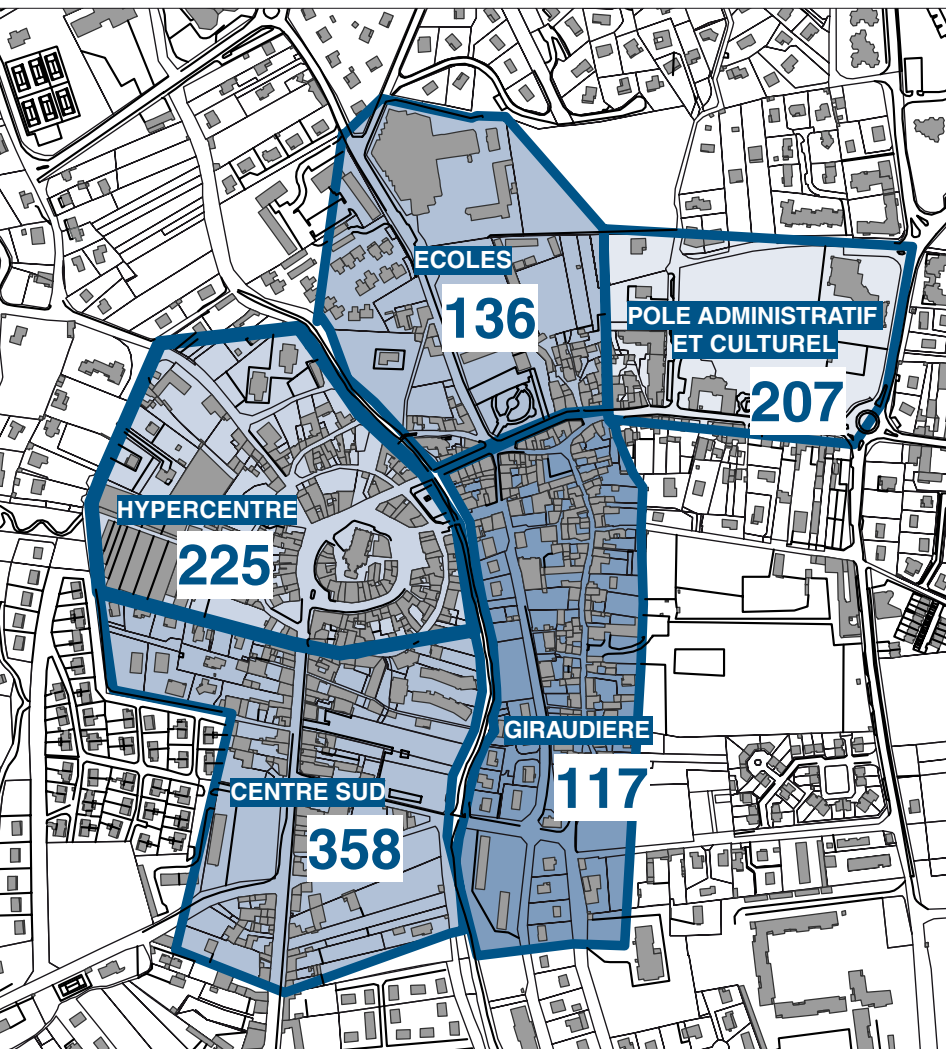 ECOLES
136
POLE ADMINISTRATIF
ET CULTUREL
207
HYPERCENTRE
225
GIRAUDIERE
117
CENTRE SUD
358